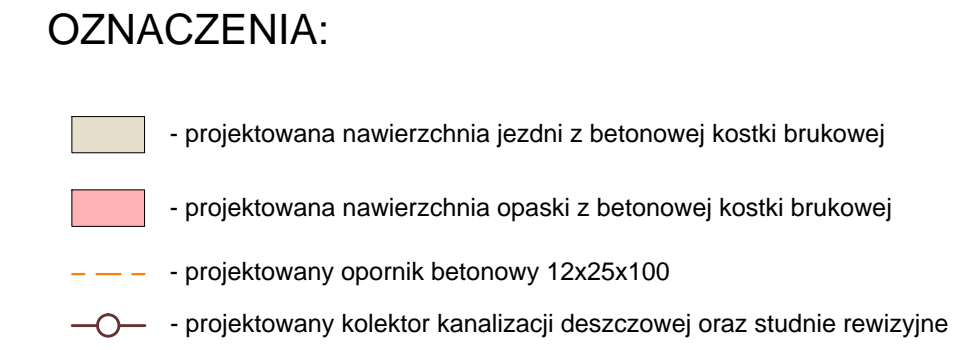 OZNACZENIA:
- projektowana nawierzchnia jezdni z betonowej kostki brukowej
- projektowana nawierzchnia opaski z betonowej kostki brukowej
- projektowany opornik betonowy 12x25x100
- projektowany kolektor kanalizacji deszczowej oraz studnie rewizyjne